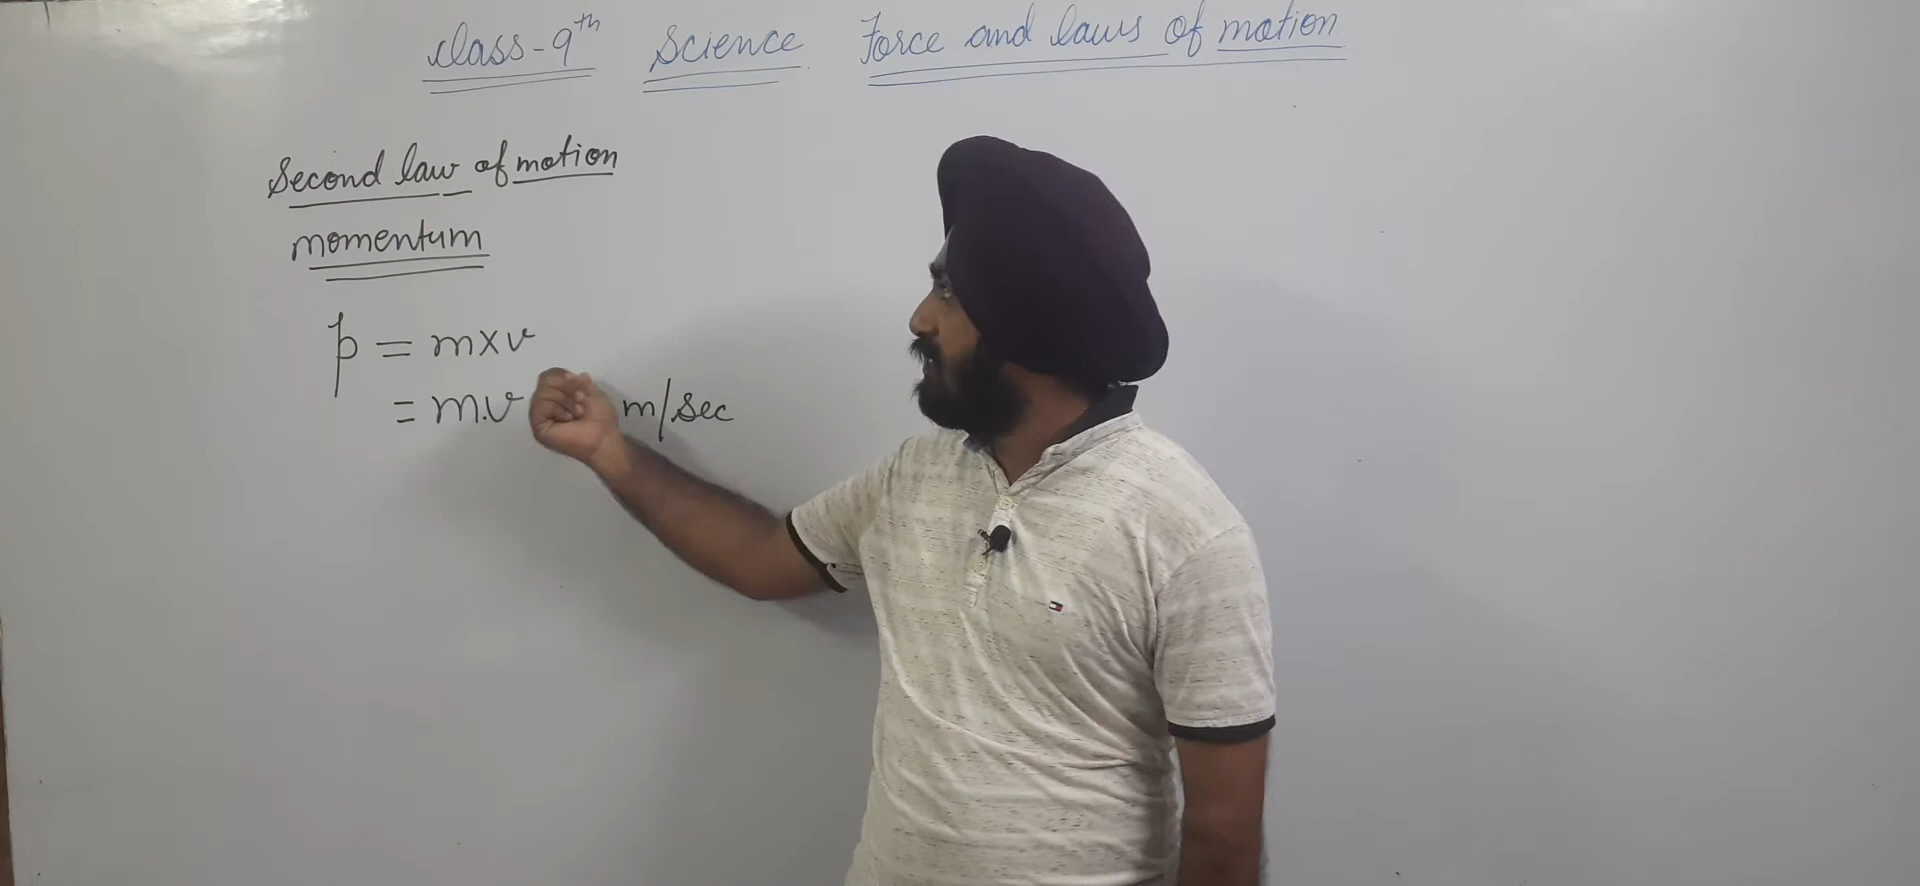 Class-9th Science Force and laws of motion
Second law of motion
momentum
p = m×v
= m.v m/sec